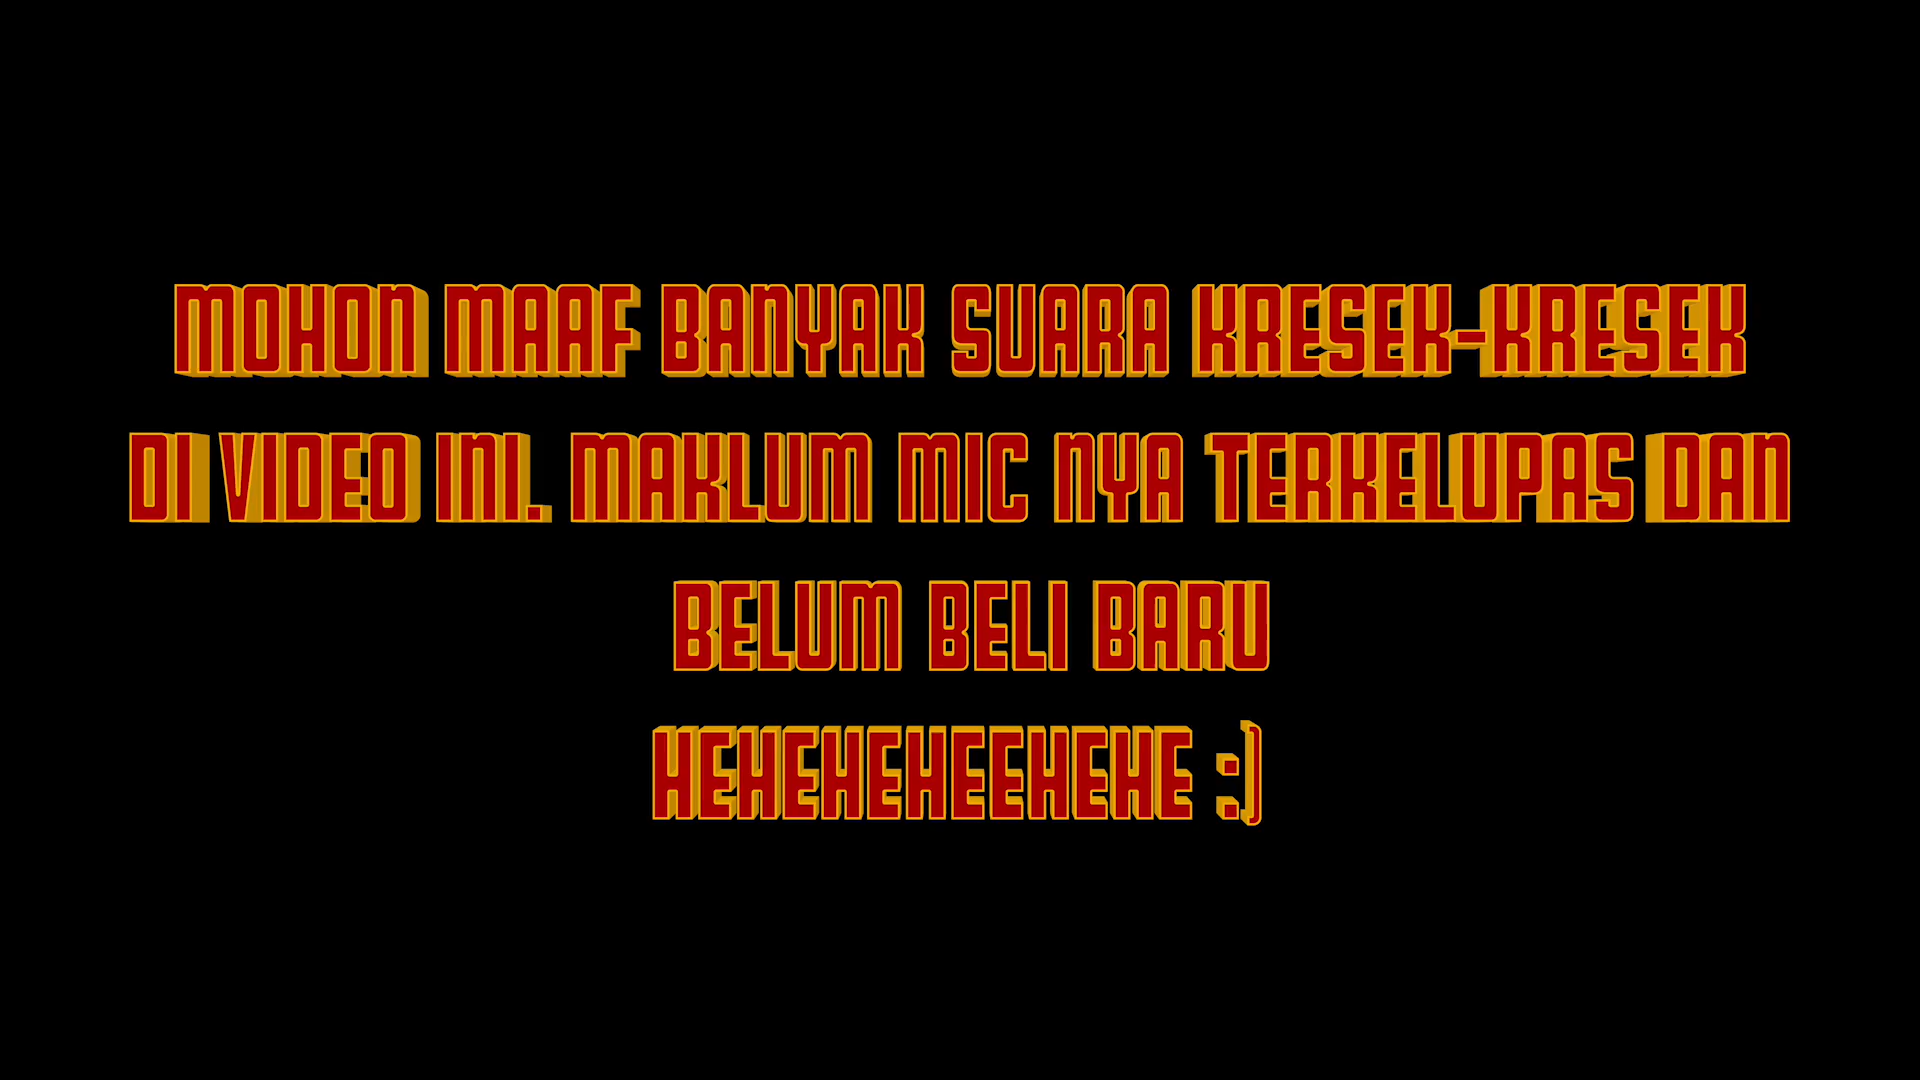 MOHON MAAF BANYAK SUARA KRESEK-KRESEK
DI VIDEO INI. MAKLUM MIC NYA TERKELUPAS DAN
BELUM BELI BARU
HEHEHEHEEHEHE :)